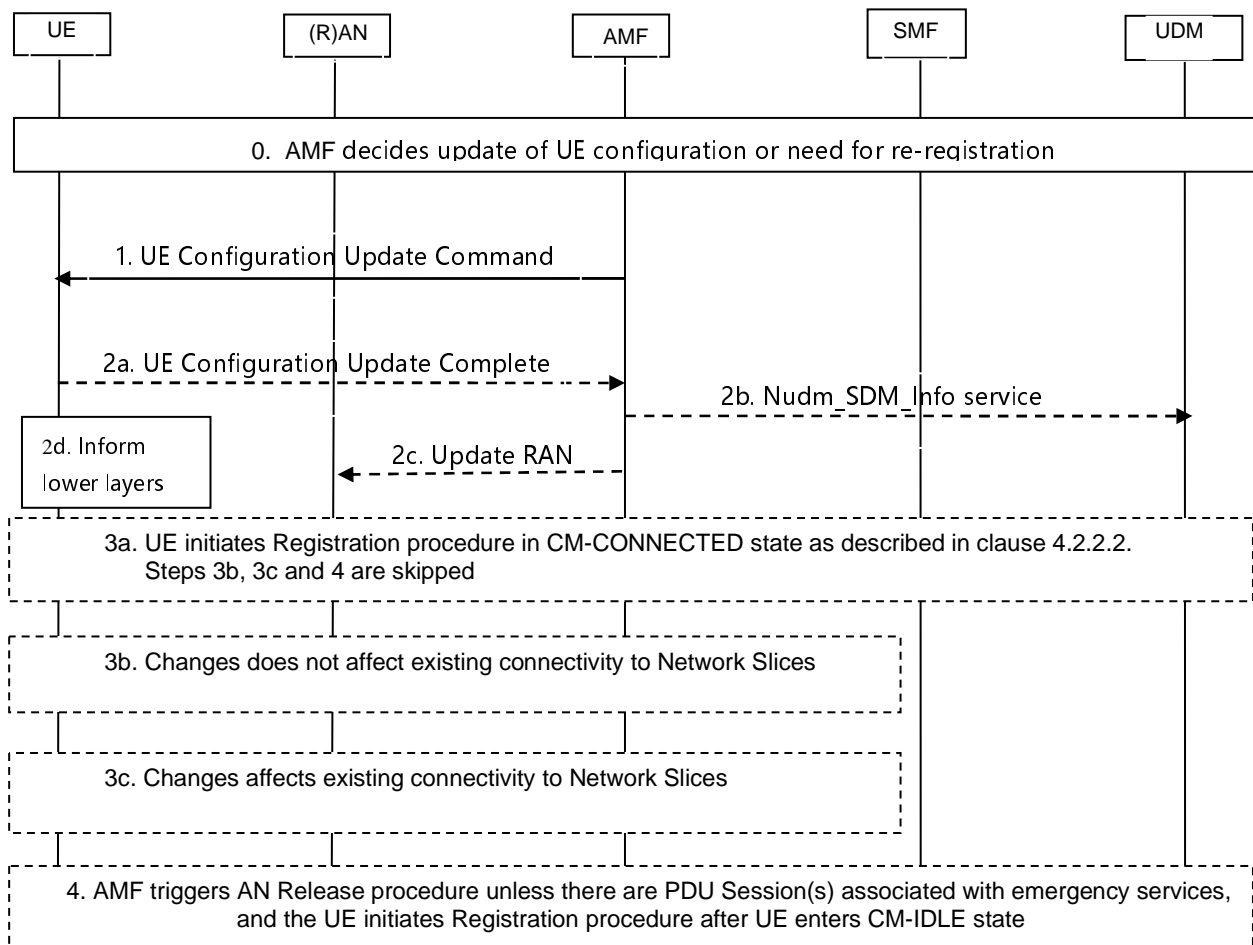 UE
(R)AN
AMF
SMF
UDM
0. AMF decides update of UE configuration or need for re-registration
1. UE Configuration Update Command
2a. UE Configuration Update Complete
2b. Nudm_SDM_Info service
2c. Update RAN
2d. Inform
lower layers
3a. UE initiates Registration procedure in CM-CONNECTED state as described in clause 4.2.2.2.
Steps 3b, 3c and 4 are skipped
3b. Changes does not affect existing connectivity to Network Slices
3c. Changes affects existing connectivity to Network Slices
4. AMF triggers AN Release procedure unless there are PDU Session(s) associated with emergency services,
and the UE initiates Registration procedure after UE enters CM-IDLE state